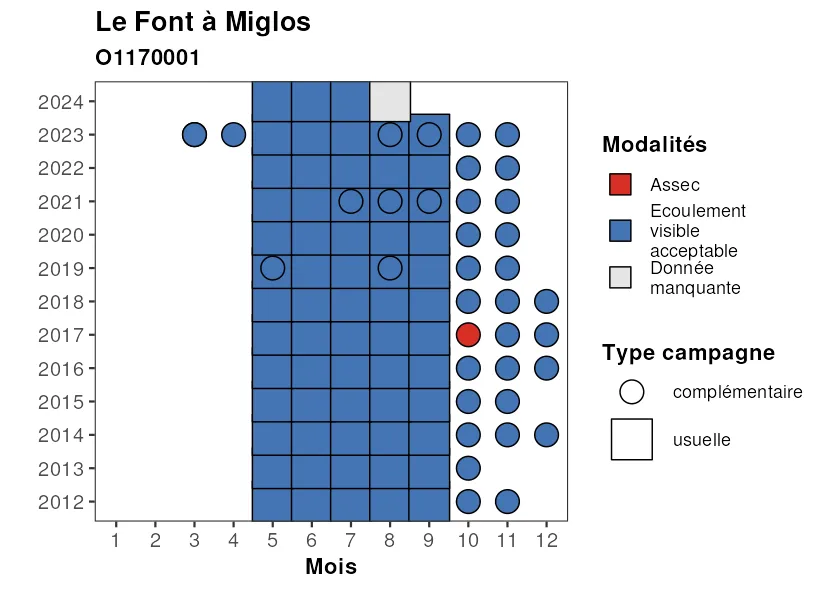 Le Font à Miglos
O1170001
2024
2023
2022
2021
2020
2019
2018
2017
2016
2015
2014
2013
2012
1 2 3 4 5 6 7 8 9 10 11 12
Mois
Modalités
Assec
Ecoulement
visible
acceptable
Donnée
manquante
Type campagne
complémentaire
usuelle